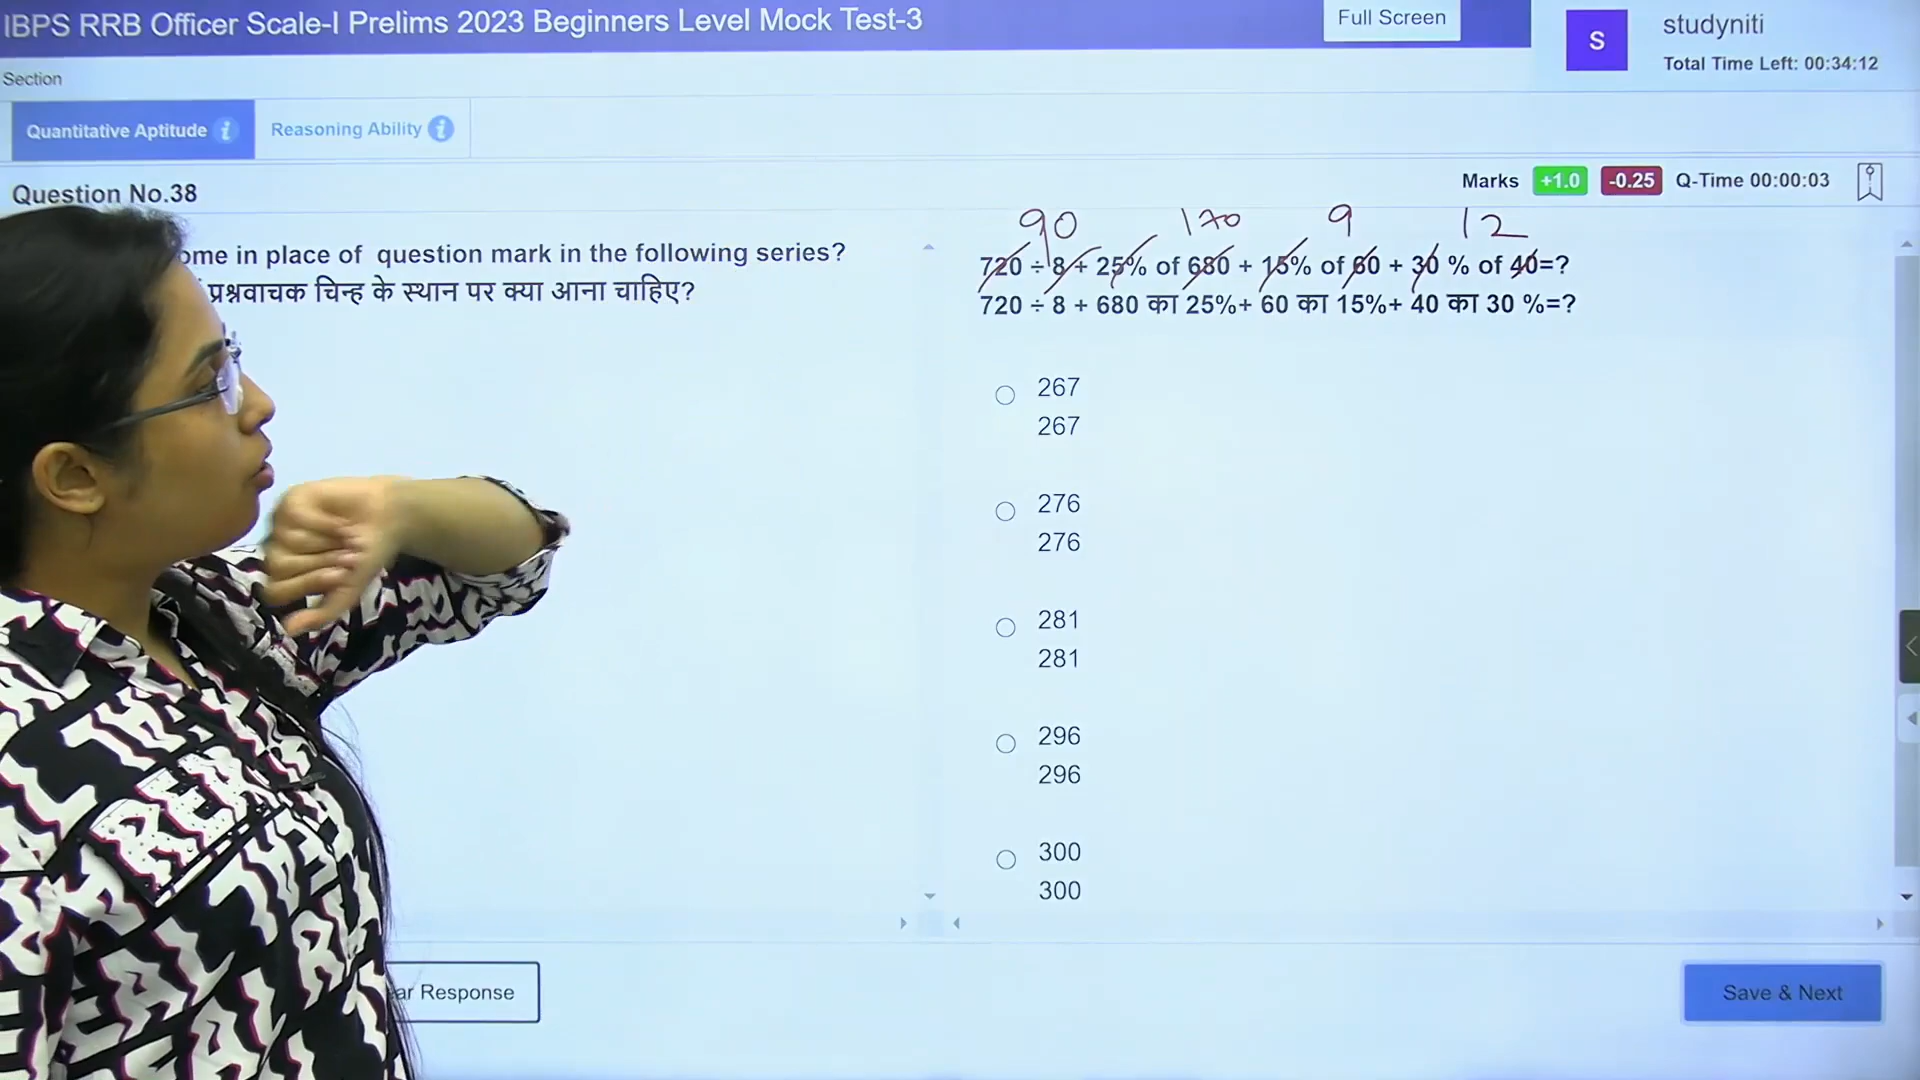 IBPS RRB Officer Scale-I Prelims 2023 Beginners Level Mock Test-3
Full Screen
S
studyniti
Total Time Left: 00:34:12
Section
Quantitative Aptitude i
Reasoning Ability i
Question No.38
Marks +1.0 -0.25 Q-Time 00:00:03
in place of question mark in the following series?
प्रश्नवाचक चिन्ह के स्थान पर क्या आना चाहिए?
90 170 9 12
720 ÷ 8 + 25% of 680 + 15% of 60 + 30 % of 40=?
720 ÷ 8 + 680 का 25%+ 60 का 15%+ 40 का 30 %=?
267
267
276
276
281
281
296
296
300
300
Response
Save & Next